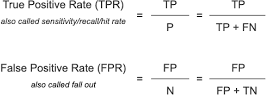 True Positive Rate (TPR) = TP / P = TP / TP + FN
also called sensitivity/recall/hit rate
False Positive Rate (FPR) = FP / N = FP / FP + TN
also called fall out